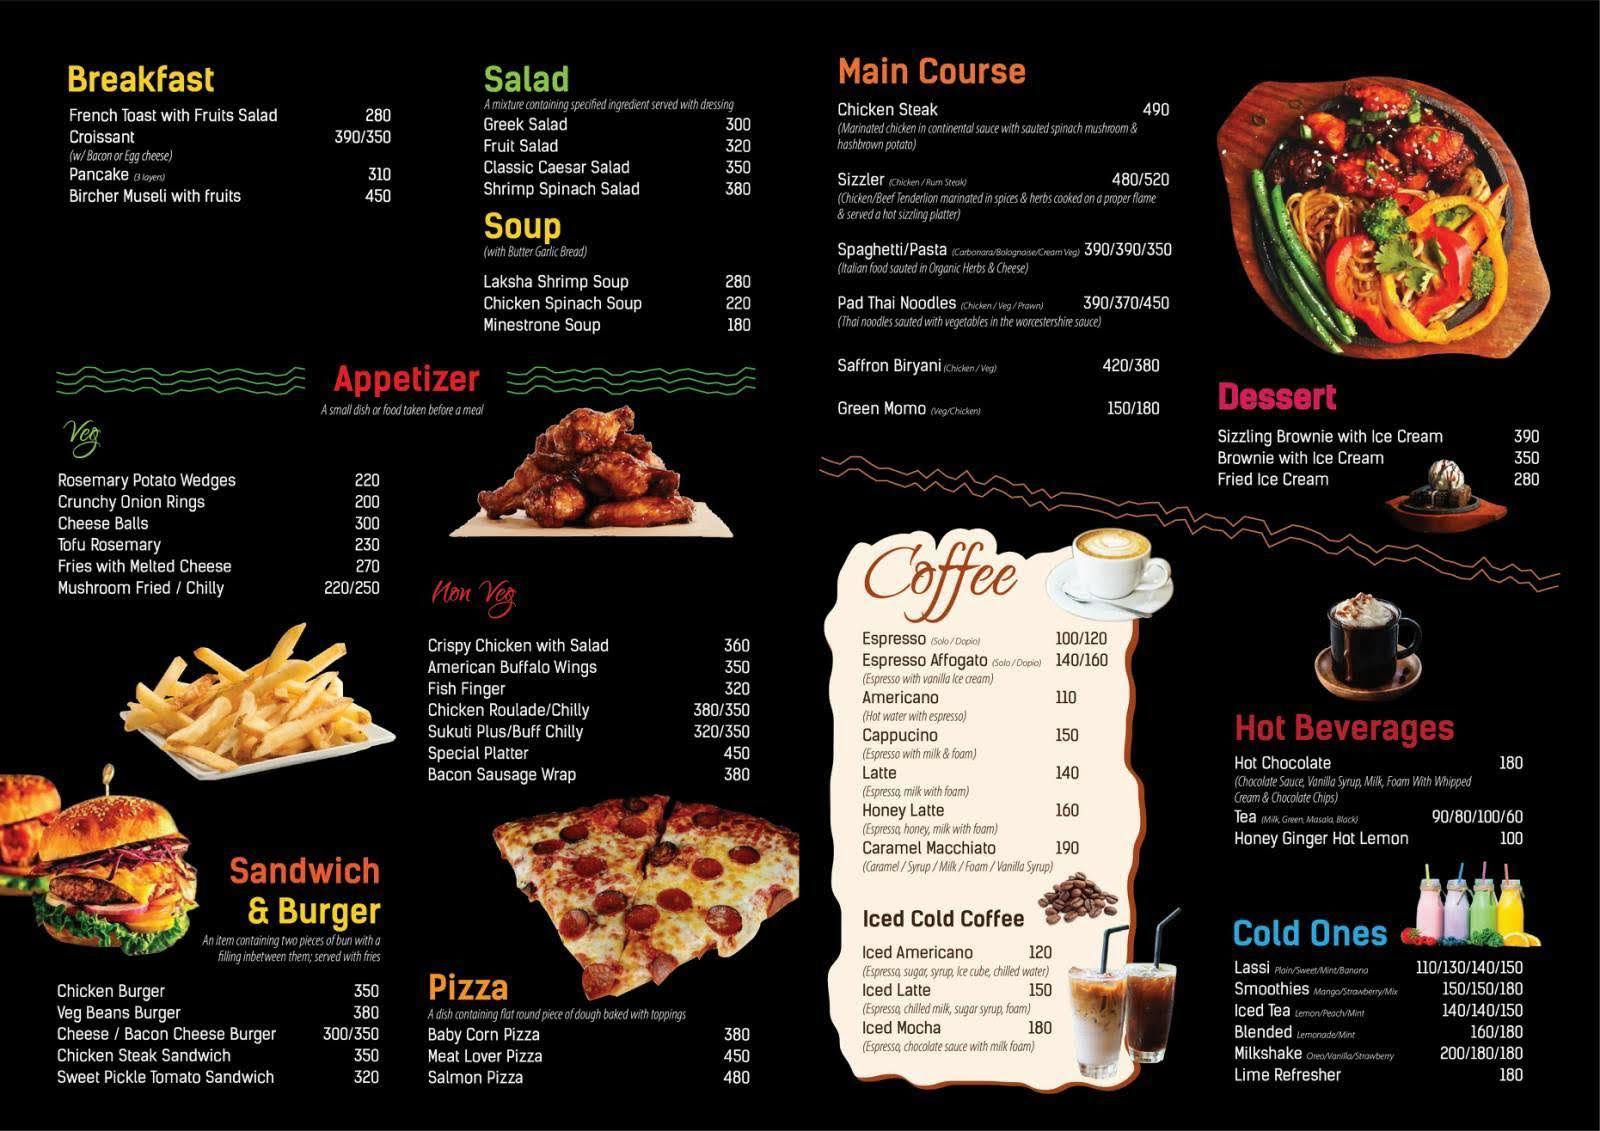 Breakfast
French Toast with Fruits Salad 280
Croissant 390/350
(w/ Bacon or Egg cheese)
Pancake (3 layers) 310
Bircher Museli with fruits 450
Salad
A mixture containing specified ingredient served with dressing
Greek Salad 300
Fruit Salad 320
Classic Caesar Salad 350
Shrimp Spinach Salad 380
Soup
(with Butter Garlic Bread)
Laksha Shrimp Soup 280
Chicken Spinach Soup 220
Minestrone Soup 180
Appetizer
A small dish or food taken before a meal
Veg
Rosemary Potato Wedges 220
Crunchy Onion Rings 200
Cheese Balls 300
Tofu Rosemary 230
Fries with Melted Cheese 270
Mushroom Fried / Chilly 220/250
Non Veg
Crispy Chicken with Salad 360
American Buffalo Wings 350
Fish Finger 320
Chicken Roulade/Chilly 380/350
Sukuti Plus/Buff Chilly 320/350
Special Platter 450
Bacon Sausage Wrap 380
Sandwich
& Burger
An item containing two pieces of bun with a
filling inbetween them; served with fries
Chicken Burger 350
Veg Beans Burger 380
Cheese / Bacon Cheese Burger 300/350
Chicken Steak Sandwich 350
Sweet Pickle Tomato Sandwich 320
Pizza
A dish containing flat round piece of dough baked with toppings
Baby Corn Pizza 380
Meat Lover Pizza 450
Salmon Pizza 480
Main Course
Chicken Steak 490
(Marinated chicken in continental sauce with sauted spinach mushroom &
hashbrown potato)
Sizzler (Chicken / Rum Steak) 480/520
(Chicken/Beef Tenderlion marinated in spices & herbs cooked on a proper flame
& served a hot sizzling platter)
Spaghetti/Pasta (Carbonara/Bolognaise/Cream Veg) 390/390/350
(Italian food sauted in Organic Herbs & Cheese)
Pad Thai Noodles (Chicken / Veg / Prawn) 390/370/450
(Thai noodles sauted with vegetables in the worcestershire sauce)
Saffron Biryani (Chicken / Veg) 420/380
Green Momo (Veg/Chicken) 150/180
Dessert
Sizzling Brownie with Ice Cream 390
Brownie with Ice Cream 350
Fried Ice Cream 280
Coffee
Espresso (Solo / Dopio) 100/120
Espresso Affogato (Solo / Dopio) 140/160
(Espresso with vanilla Ice cream)
Americano 110
(Hot water with espresso)
Cappucino 150
(Espresso with milk & foam)
Latte 140
(Espresso, milk with foam)
Honey Latte 160
(Espresso, honey, milk with foam)
Caramel Macchiato 190
(Caramel / Syrup / Milk / Foam / Vanilla Syrup)
Iced Cold Coffee
Iced Americano 120
(Espresso, sugar, syrup, Ice cube, chilled water)
Iced Latte 150
(Espresso, chilled milk, sugar syrup, foam)
Iced Mocha 180
(Espresso, chocolate sauce with milk foam)
Hot Beverages
Hot Chocolate 180
(Chocolate Sauce, Vanilla Syrup, Milk, Foam With Whipped
Cream & Chocolate Chips)
Tea (Milk, Green, Masala, Black) 90/80/100/60
Honey Ginger Hot Lemon 100
Cold Ones
Lassi Plain/Sweet/Mint/Banana 110/130/140/150
Smoothies Mango/Strawberry/Mix 150/150/180
Iced Tea Lemon/Peach/Mint 140/140/150
Blended Lemonade/Mint 160/180
Milkshake Oreo/Vanilla/Strawberry 200/180/180
Lime Refresher 180